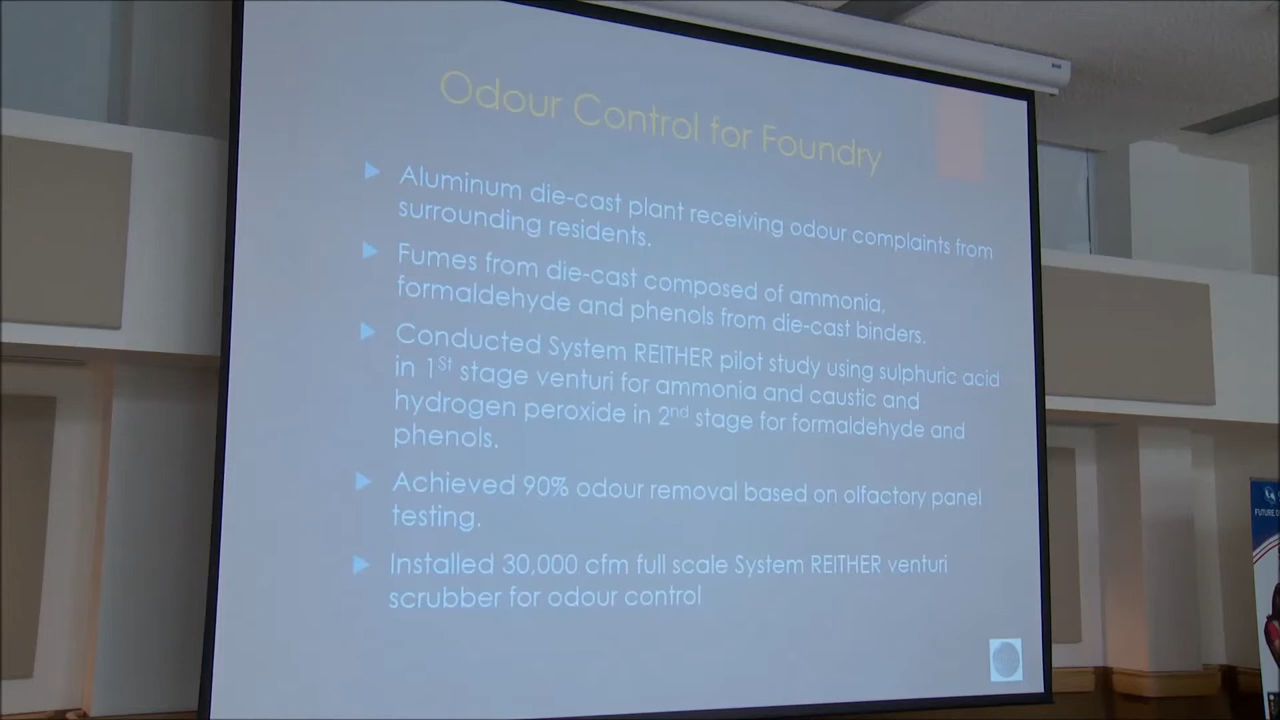 Odour Control for Foundry
Aluminum die-cast plant receiving odour complaints from
surrounding residents.
Fumes from die-cast composed of ammonia,
formaldehyde and phenols from die-cast binders.
Conducted System REITHER pilot study using sulphuric acid
in 1St stage venturi for ammonia and caustic and
hydrogen peroxide in 2nd stage for formaldehyde and
phenols.
Achieved 90% odour removal based on olfactory panel
testing.
Installed 30,000 cfm full scale System REITHER venturi
scrubber for odour control
FUTURE